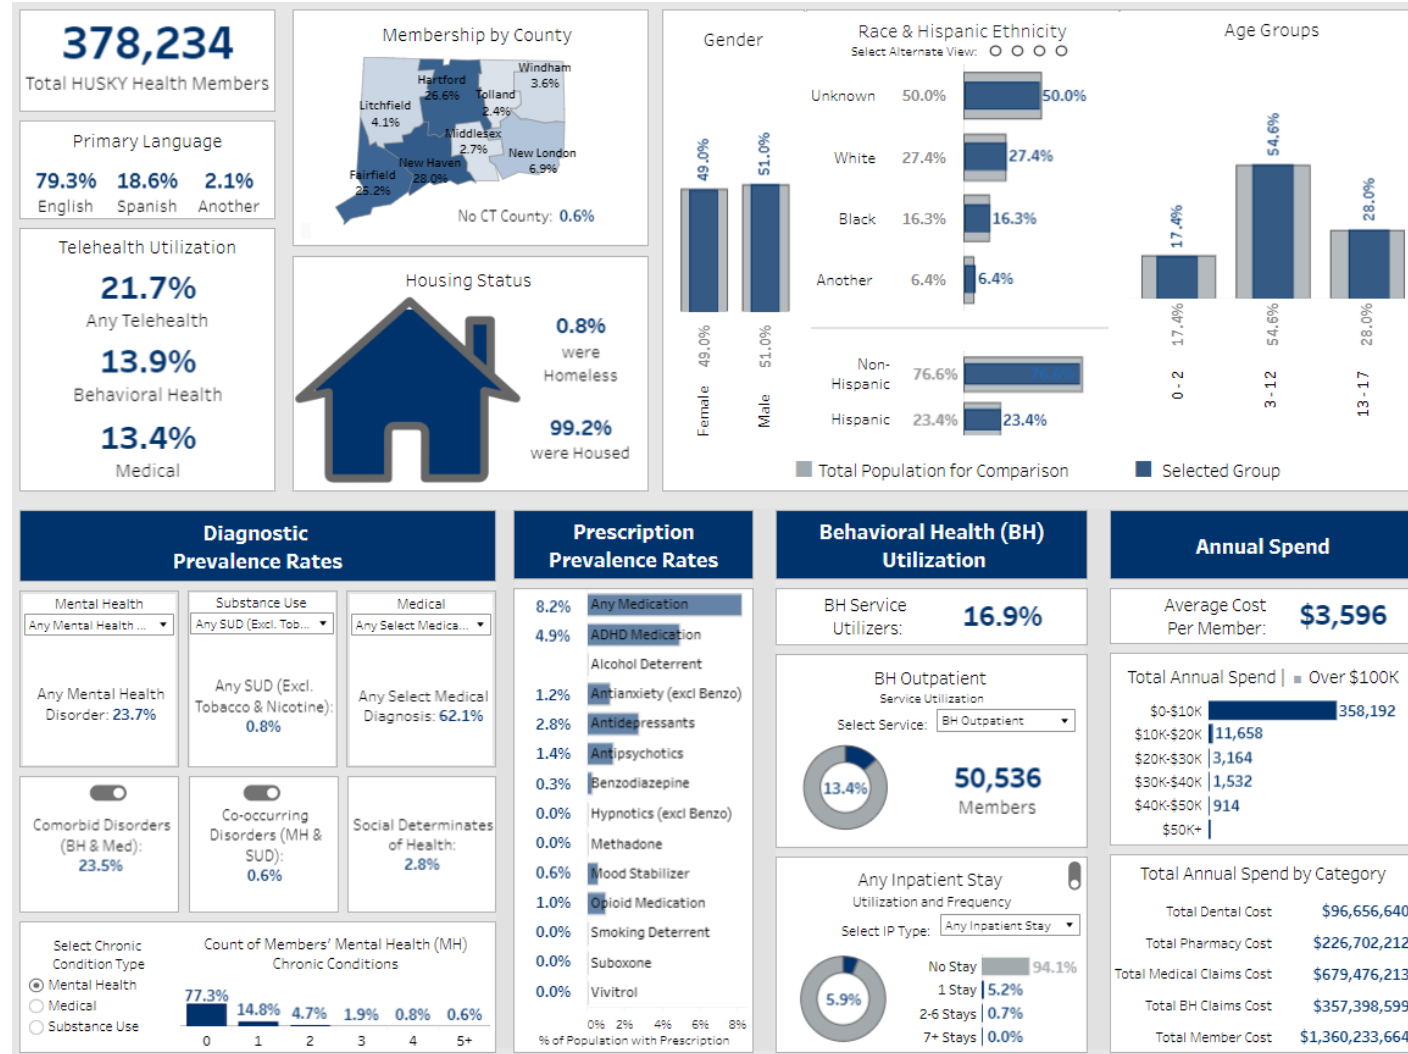 378,234
Total HUSKY Health Members
Primary Language
79.3% 18.6% 2.1%
English Spanish Another
Telehealth Utilization
21.7%
Any Telehealth
13.9%
Behavioral Health
13.4%
Medical
Membership by County
Windham
3.6%
Hartford
26.6%
Tolland
2.4%
Litchfield
4.1%
Middlesex
2.7%
New London
6.9%
New Haven
28.0%
Fairfield
25.2%
No CT County: 0.6%
Housing Status
0.8%
were
Homeless
99.2%
were Housed
Gender
49.0% 51.0%
49.0% 51.0%
Female Male
Race & Hispanic Ethnicity
Select Alternate View:
Unknown 50.0% 50.0%
White 27.4% 27.4%
Black 16.3% 16.3%
Another 6.4% 6.4%
Non-
Hispanic 76.6% 76.6%
Hispanic 23.4% 23.4%
Age Groups
17.4% 54.6% 28.0%
17.4% 54.6% 28.0%
0 - 2 3 - 12 13 - 17
Total Population for Comparison
Selected Group
Diagnostic
Prevalence Rates
Mental Health
Any Mental Health ...
Any Mental Health
Disorder: 23.7%
Substance Use
Any SUD (Excl. Tob...
Any SUD (Excl.
Tobacco & Nicotine):
0.8%
Medical
Any Select Medica...
Any Select Medical
Diagnosis: 62.1%
Comorbid Disorders
(BH & Med):
23.5%
Co-occurring
Disorders (MH &
SUD):
0.6%
Social Determinates
of Health:
2.8%
Select Chronic
Condition Type
Mental Health
Medical
Substance Use
Count of Members' Mental Health (MH)
Chronic Conditions
77.3% 14.8% 4.7% 1.9% 0.8% 0.6%
0 1 2 3 4 5+
Prescription
Prevalence Rates
8.2% Any Medication
4.9% ADHD Medication
Alcohol Deterrent
1.2% Antianxiety (excl Benzo)
2.8% Antidepressants
1.4% Antipsychotics
0.3% Benzodiazepine
0.0% Hypnotics (excl Benzo)
0.0% Methadone
0.6% Mood Stabilizer
1.0% Opioid Medication
0.0% Smoking Deterrent
0.0% Suboxone
0.0% Vivitrol
0% 2% 4% 6% 8%
% of Population with Prescription
Behavioral Health (BH)
Utilization
BH Service
Utilizers: 16.9%
BH Outpatient
Service Utilization
Select Service: BH Outpatient
13.4%
50,536
Members
Any Inpatient Stay
Utilization and Frequency
Select IP Type: Any Inpatient Stay
5.9%
No Stay 94.1%
1 Stay 5.2%
2-6 Stays 0.7%
7+ Stays 0.0%
Annual Spend
Average Cost
Per Member: $3,596
Total Annual Spend | Over $100K
$0-$10K 358,192
$10K-$20K 11,658
$20K-$30K 3,164
$30K-$40K 1,532
$40K-$50K 914
$50K+
Total Annual Spend by Category
Total Dental Cost $96,656,640
Total Pharmacy Cost $226,702,212
Total Medical Claims Cost $679,476,213
Total BH Claims Cost $357,398,599
Total Member Cost $1,360,233,664